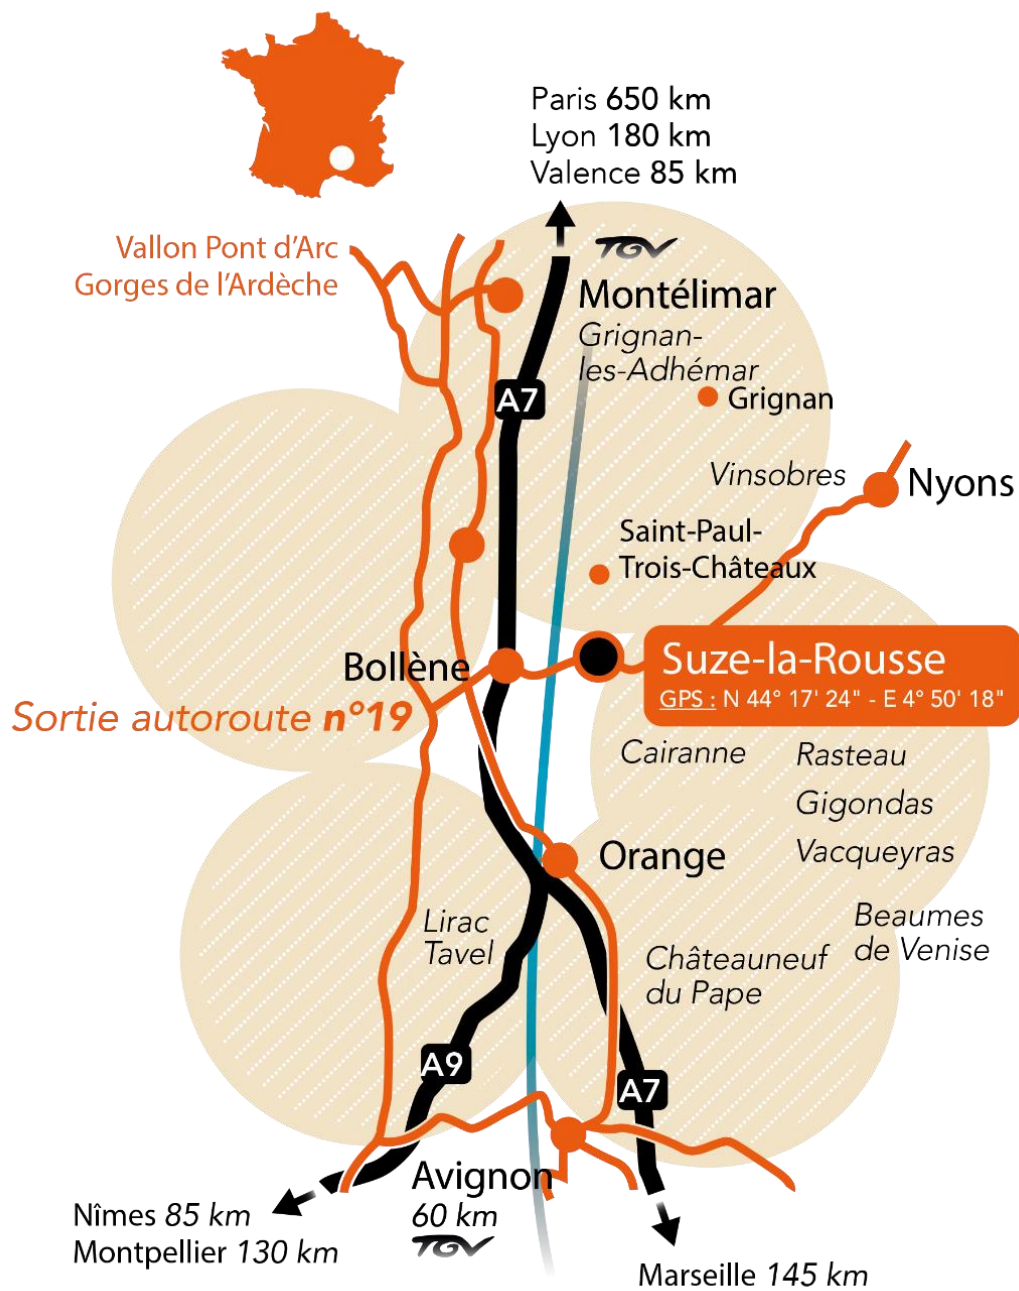 Paris 650 km
Lyon 180 km
Valence 85 km
Vallon Pont d'Arc
Gorges de l'Ardèche
TGV
Montélimar
Grignan-
les-Adhémar
A7
Grignan
Vinsobres
Nyons
Saint-Paul-
Trois-Châteaux
Bollène
Sortie autoroute n°19
Suze-la-Rousse
GPS : N 44° 17' 24" - E 4° 50' 18"
Cairanne
Rasteau
Gigondas
Vacqueyras
Orange
Beaumes
de Venise
Lirac
Tavel
Châteauneuf
du Pape
A9
A7
Avignon
60 km
TGV
Nîmes 85 km
Montpellier 130 km
Marseille 145 km